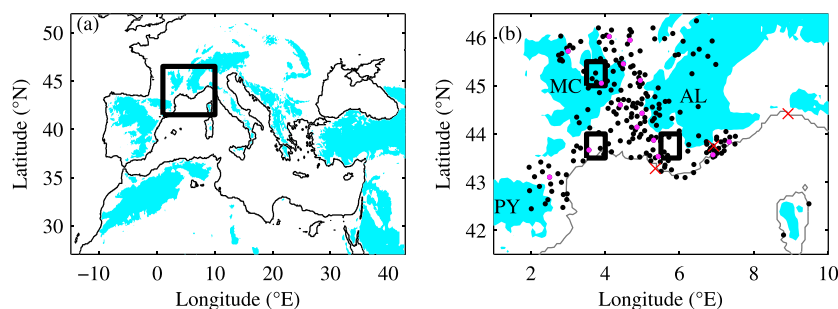 (a)
50
45
40
35
30
Latitude (°N)
−10 0 10 20 30 40
Longitude (°E)
(b)
46
45
44
43
42
Latitude (°N)
MC
AL
PY
2 4 6 8 10
Longitude (°E)